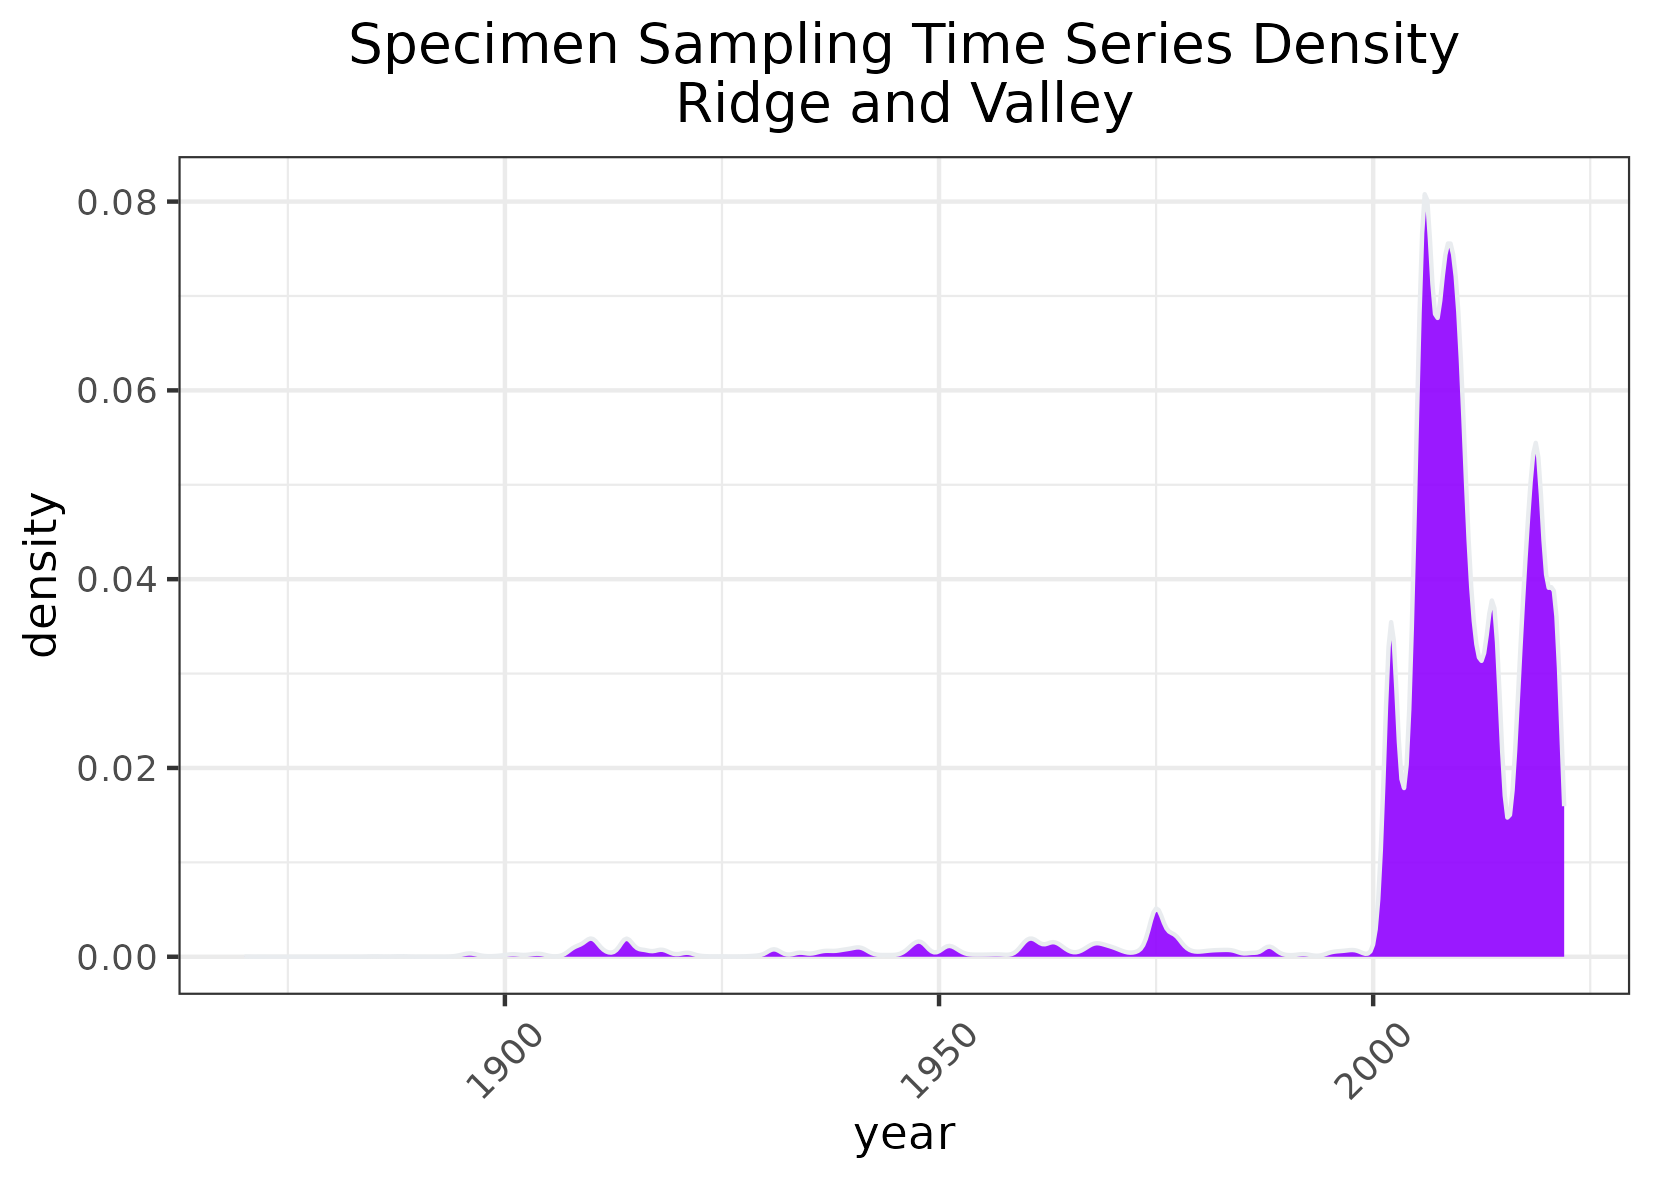 Specimen Sampling Time Series Density
Ridge and Valley
density
0.08
0.06
0.04
0.02
0.00
1900
1950
2000
year